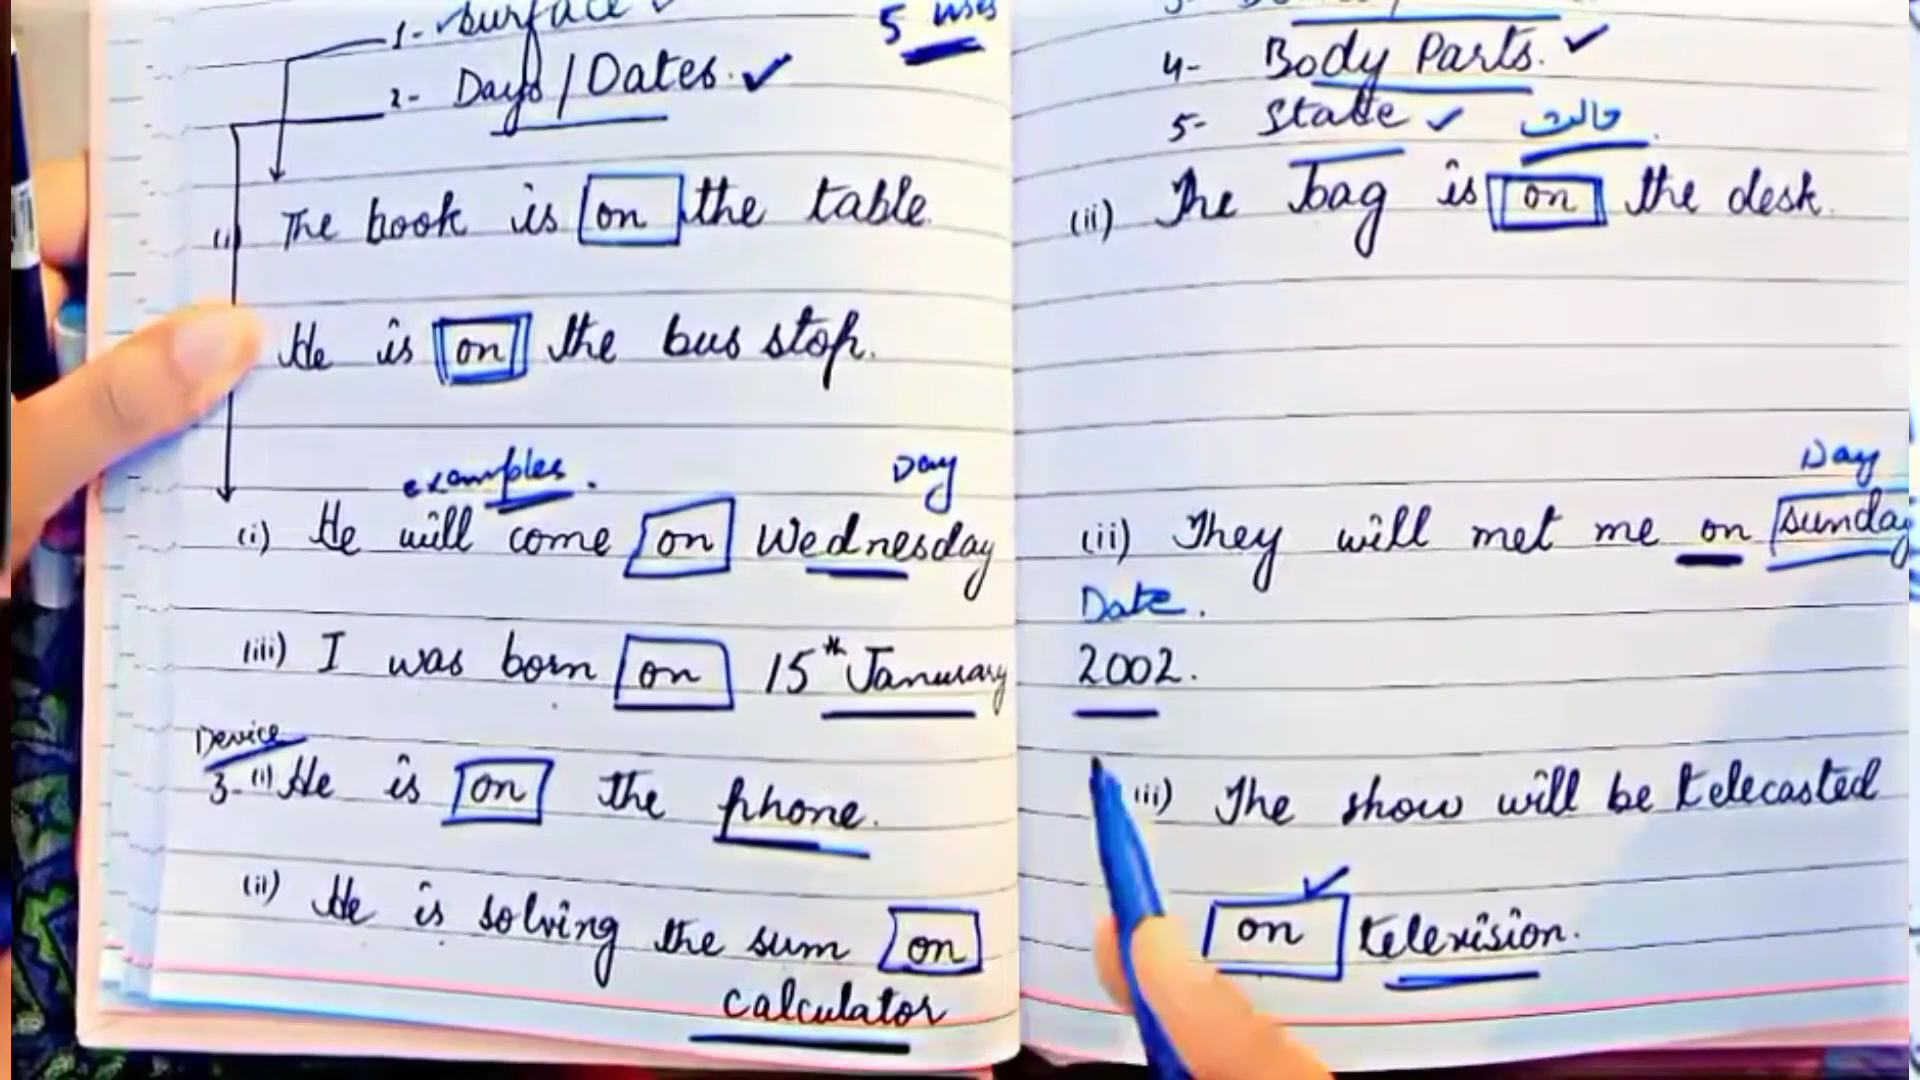 1- Surface ✓
5 uses
2- Days / Dates. ✓
(i) The book is on the table.
He is on the bus stop.
examples.
Day
(i) He will come on Wednesday
(iii) I was born on 15th January
Device
3- (i) He is on the phone.
(ii) He is solving the sum on
calculator
4- Body Parts. ✓
5- State ✓ حالت
(ii) The bag is on the desk.
Day
(ii) They will met me on sunday
Date.
2002.
(iii) The show will be telecasted
on television.